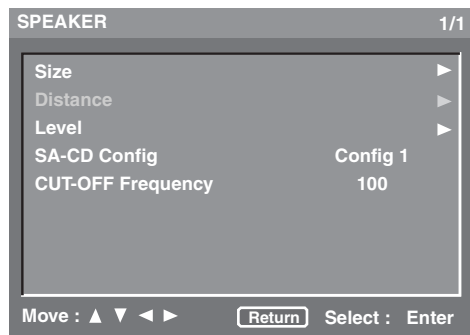 SPEAKER 1/1
Size ►
Distance ►
Level ►
SA-CD Config Config 1
CUT-OFF Frequency 100
Move : ▲ ▼ ◄ ► Return Select : Enter